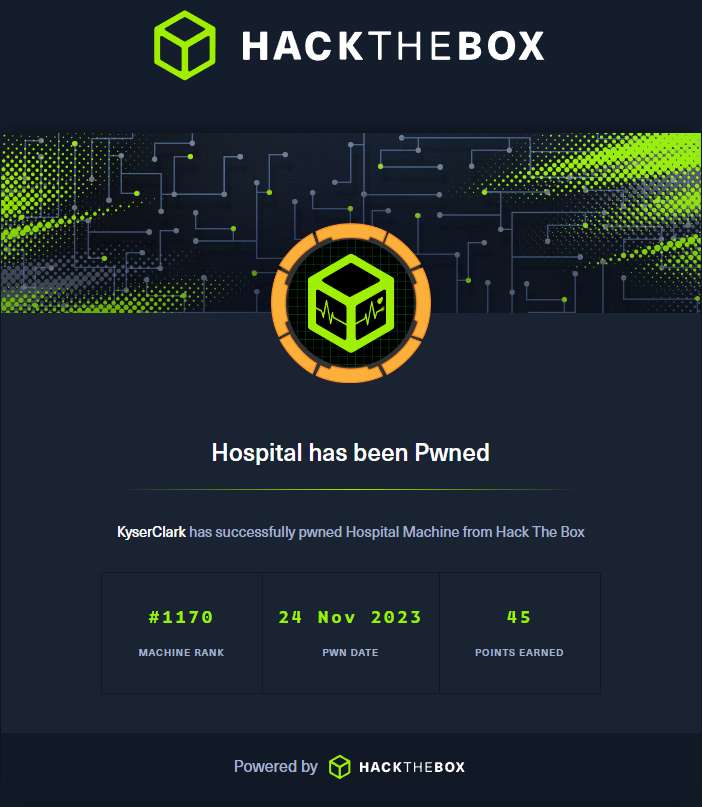 HACKTHEBOX
Hospital has been Pwned
KyserClark has successfully pwned Hospital Machine from Hack The Box
#1170 24 Nov 2023 45
MACHINE RANK PWN DATE POINTS EARNED
Powered by HACKTHEBOX